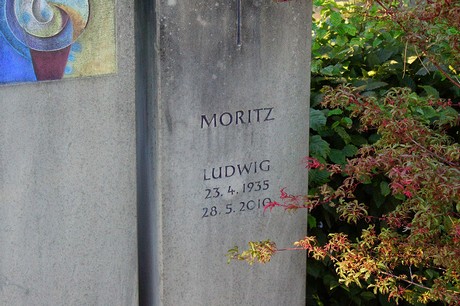 MORITZ
LUDWIG
23. 4. 1935
28. 5. 2010